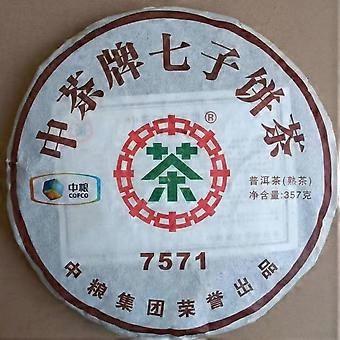 中茶牌七子饼茶
®
中粮
COFCO
茶
普洱茶(熟茶)
净含量:357克
7571
中粮集团荣誉出品